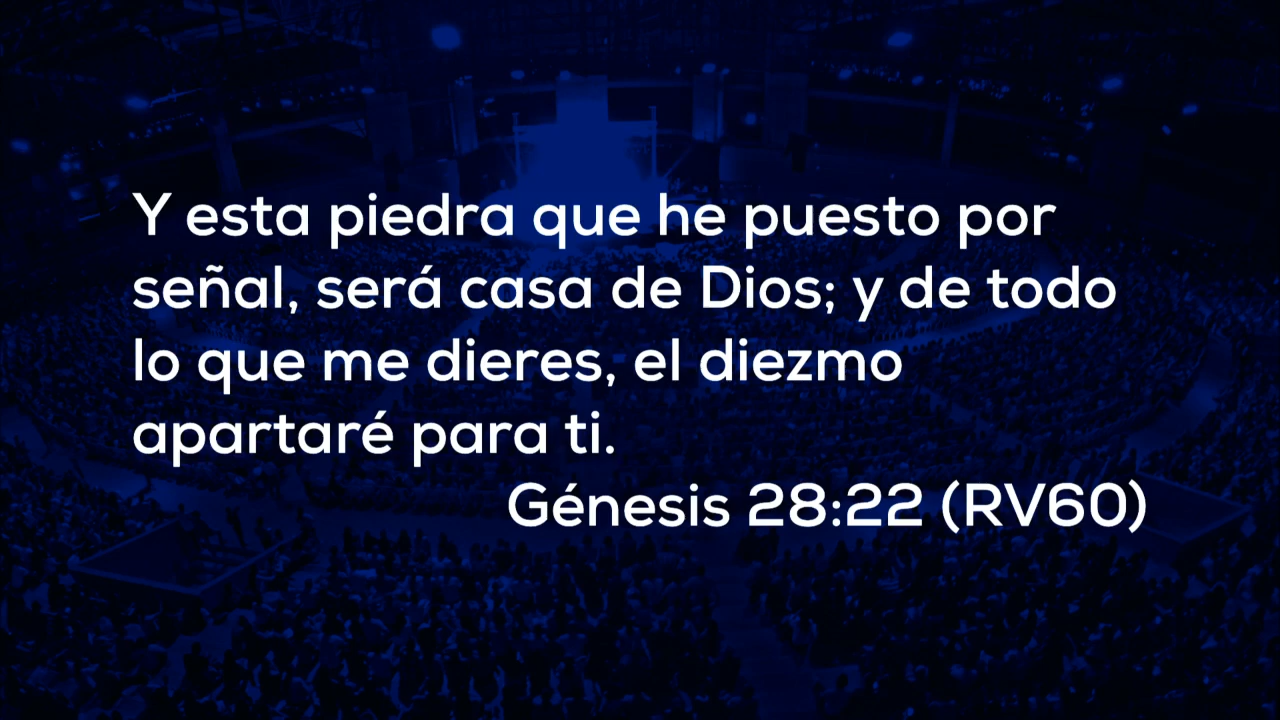 Y esta piedra que he puesto por
señal, será casa de Dios; y de todo
lo que me dieres, el diezmo
apartaré para ti.
Génesis 28:22 (RV60)